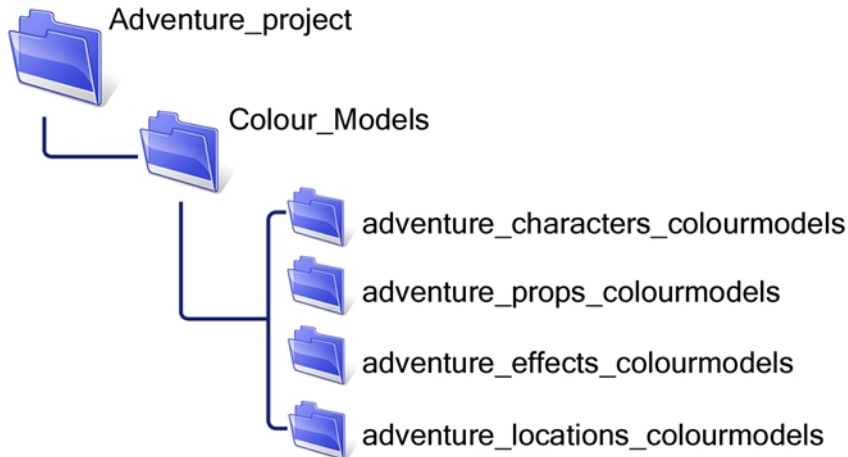 Adventure_project
Colour_Models
adventure_characters_colourmodels
adventure_props_colourmodels
adventure_effects_colourmodels
adventure_locations_colourmodels